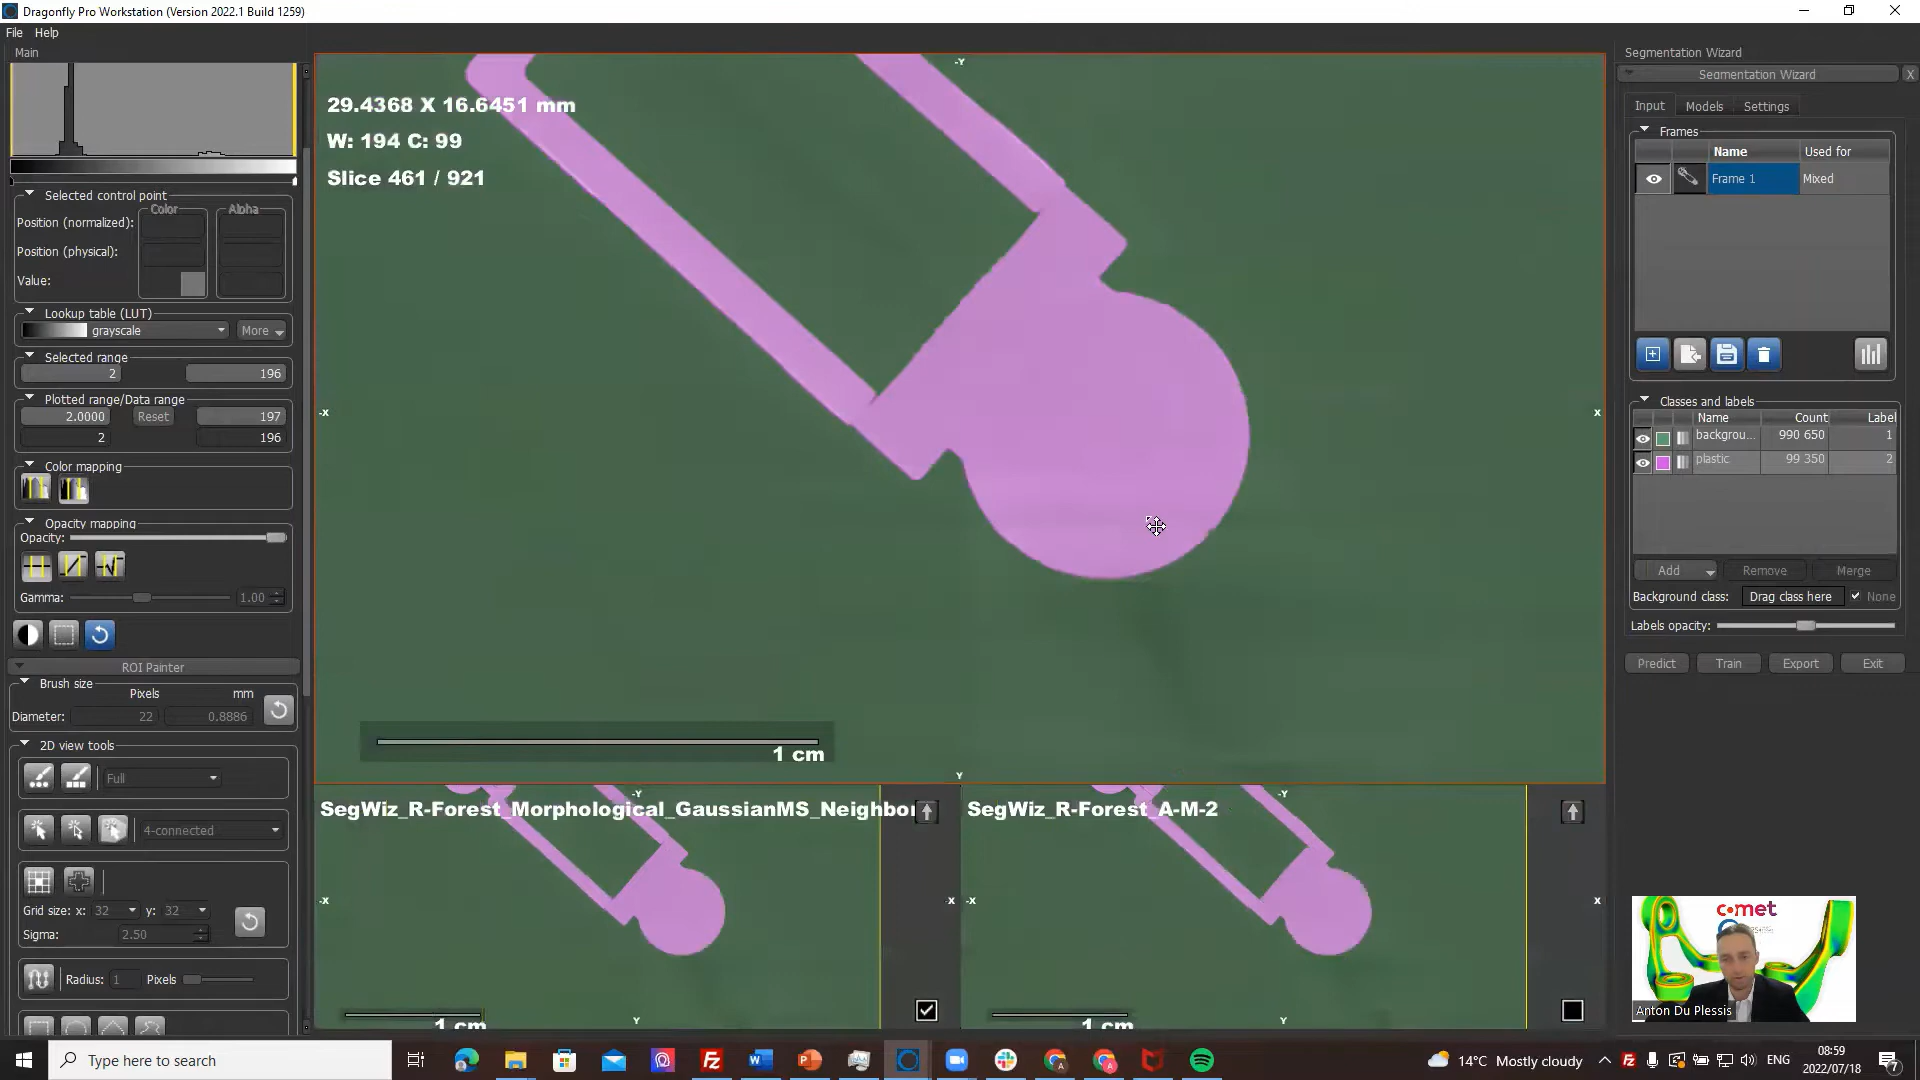 Dragonfly Pro Workstation (Version 2022.1 Build 1259)
File Help
Main
Selected control point
Color
Alpha
Position (normalized):
Position (physical):
Value:
Lookup table (LUT)
grayscale
More
Selected range
2
196
Plotted range/Data range
2.0000
Reset
197
2
196
Color mapping
Opacity mapping
Opacity:
Gamma:
1.00
ROI Painter
Brush size
Pixels
mm
Diameter:
22
0.8886
2D view tools
Full
4-connected
Grid size: x: 32 y: 32
Sigma:
2.50
Radius: 1 Pixels
29.4368 X 16.6451 mm
W: 194 C: 99
Slice 461 / 921
-Y
-X
X
1 cm
Y
SegWiz_R-Forest_Morphological_GaussianMS_Neighbor
-Y
-X
X
1 cm
Y
SegWiz_R-Forest_A-M-2
-Y
-X
X
1 cm
Y
Segmentation Wizard
Segmentation Wizard
X
Input
Models
Settings
Frames
Name
Used for
Frame 1
Mixed
Classes and labels
Name
Count
Label
backgrou...
990 650
1
plastic
99 350
2
Add
Remove
Merge
Background class:
Drag class here
None
Labels opacity:
Predict
Train
Export
Exit
comet
Anton Du Plessis
Type here to search
14°C Mostly cloudy
ENG
08:59
2022/07/18
7